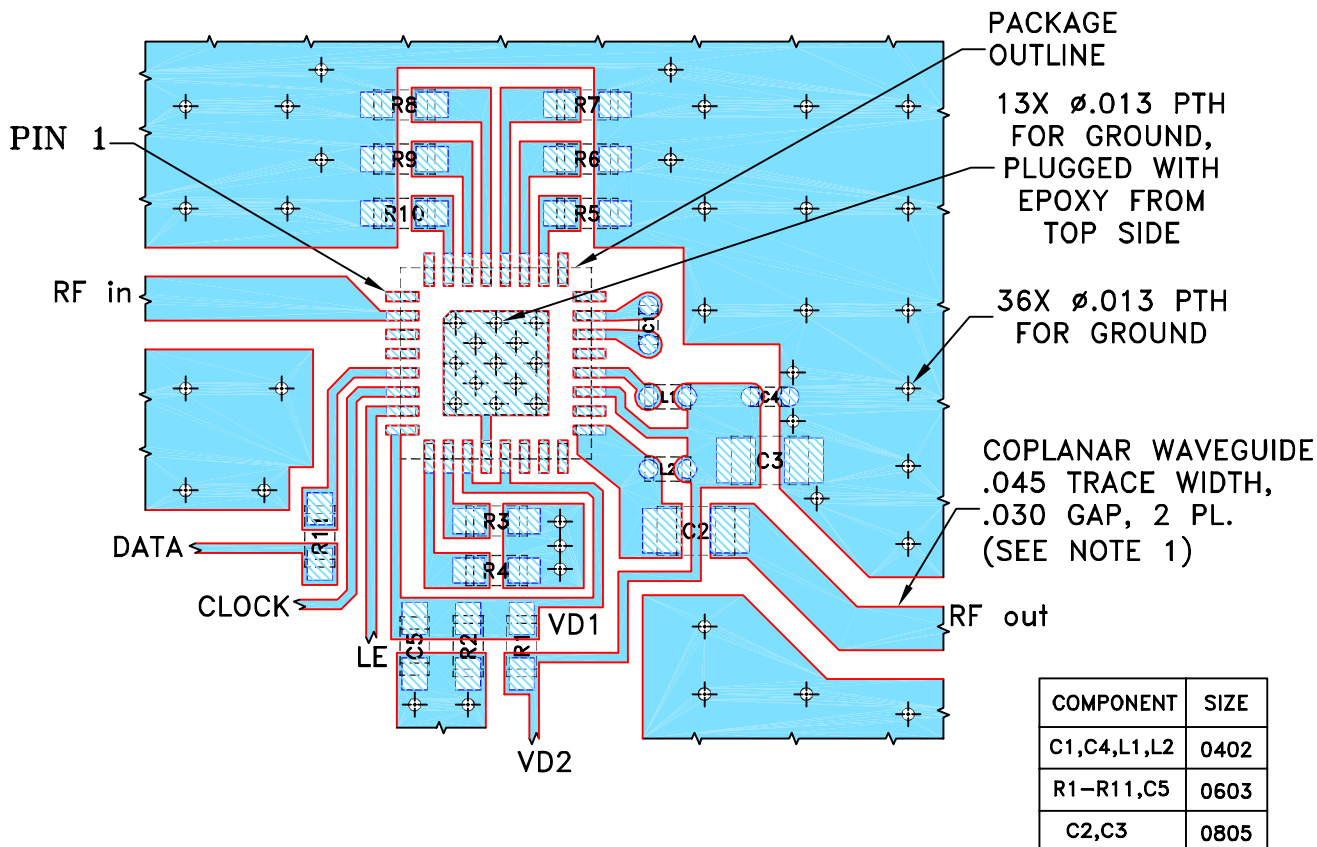 PACKAGE
OUTLINE
PIN 1
13X ø.013 PTH
FOR GROUND,
PLUGGED WITH
EPOXY FROM
TOP SIDE
R8
R7
R9
R6
R10
R5
RF in
36X ø.013 PTH
FOR GROUND
C1
L1
C4
C3
L2
COPLANAR WAVEGUIDE
.045 TRACE WIDTH,
.030 GAP, 2 PL.
(SEE NOTE 1)
R3
C2
R11
DATA
R4
CLOCK
RF out
VD1
LE
C5
R2
R1
VD2
COMPONENT SIZE
C1,C4,L1,L2 0402
R1-R11,C5 0603
C2,C3 0805